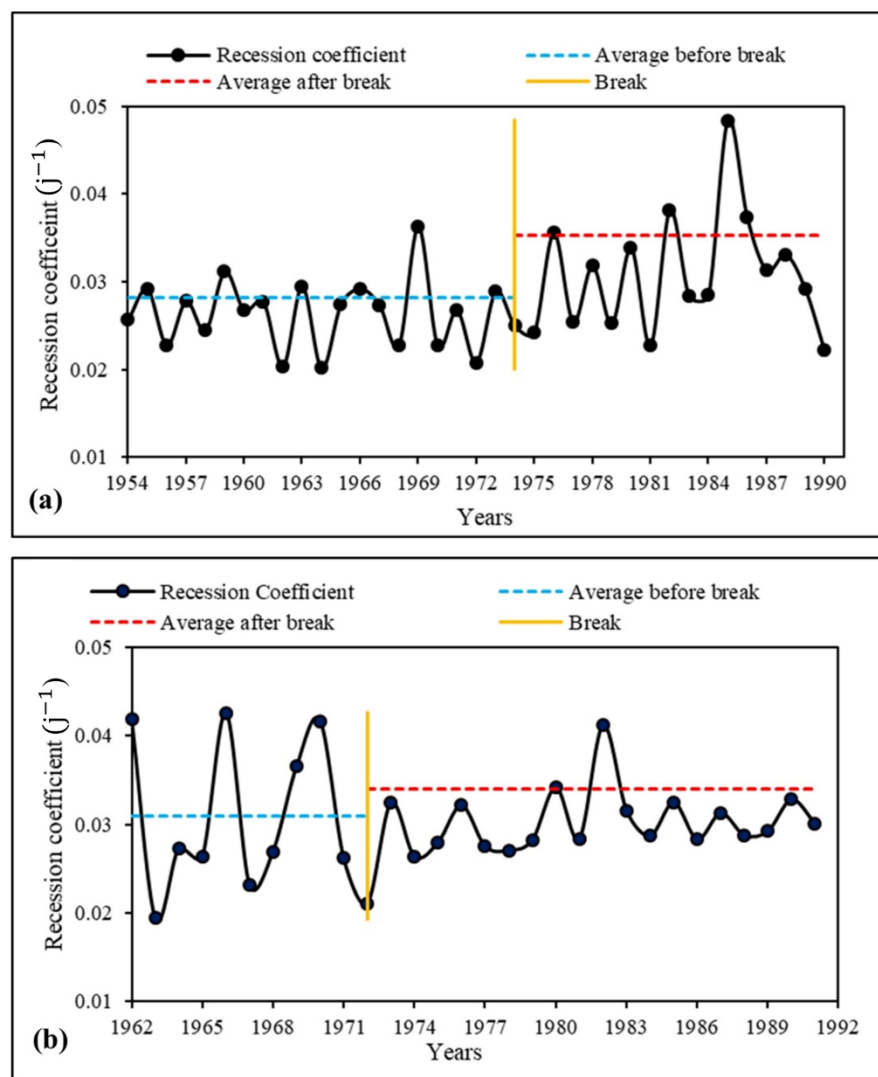 Recession coefficient Average before break
Average after break Break
Recession coefficeint (j⁻¹)
0.05
0.04
0.03
0.02
0.01
1954 1957 1960 1963 1966 1969 1972 1975 1978 1981 1984 1987 1990
(a)
Years
Recession Coefficient Average before break
Average after break Break
Recession coefficient (j⁻¹)
0.05
0.04
0.03
0.02
0.01
1962 1965 1968 1971 1974 1977 1980 1983 1986 1989 1992
(b)
Years